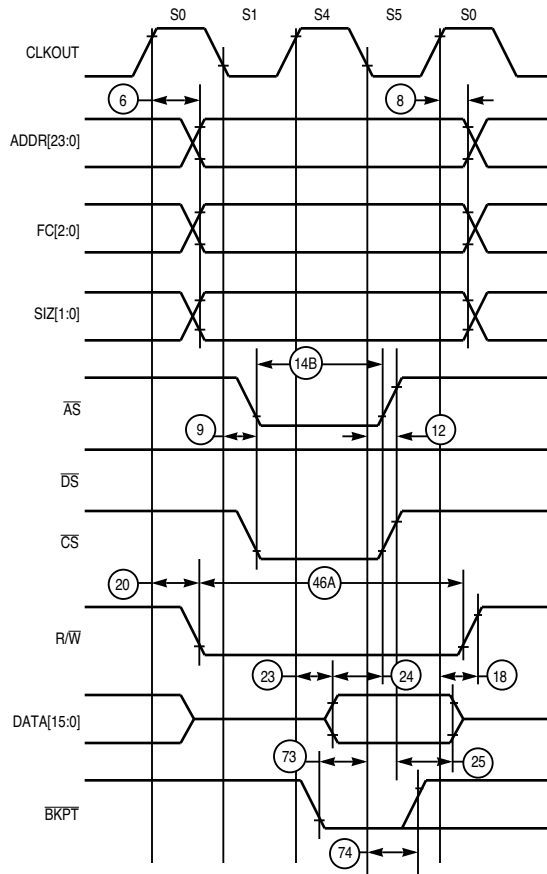 S0 S1 S4 S5 S0
CLKOUT
6 8
ADDR[23:0]
FC[2:0]
SIZ[1:0]
14B
AS
9 12
DS
CS
20 46A
R/W
23 24 18
DATA[15:0]
73 25
BKPT
74